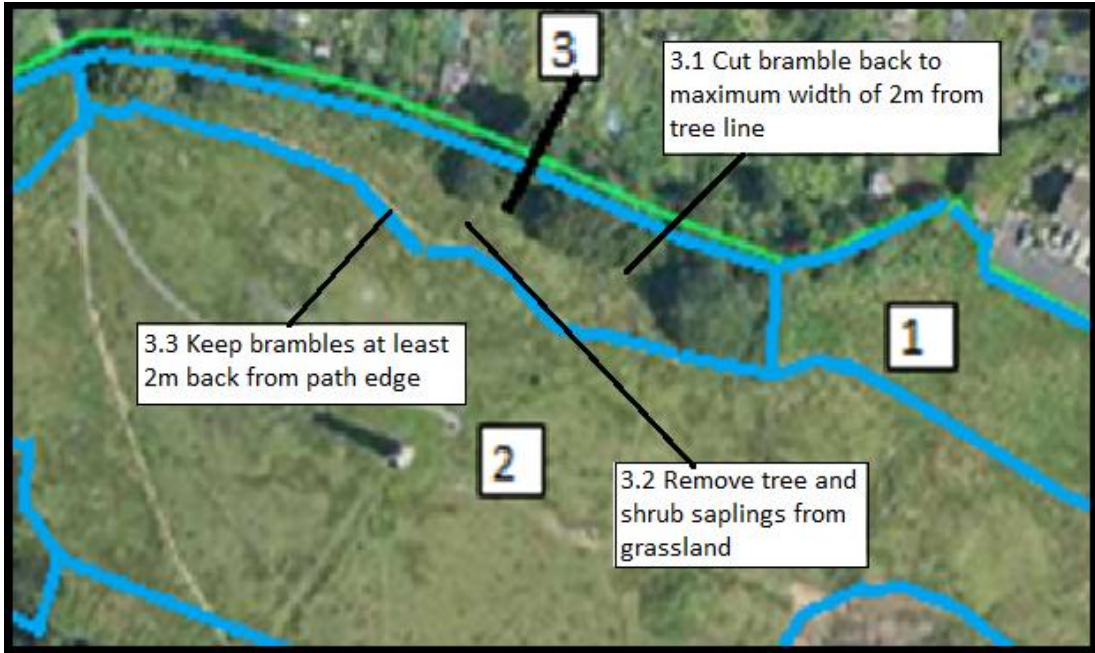 3
3.1 Cut bramble back to
maximum width of 2m from
tree line
1
3.3 Keep brambles at least
2m back from path edge
2
3.2 Remove tree and
shrub saplings from
grassland